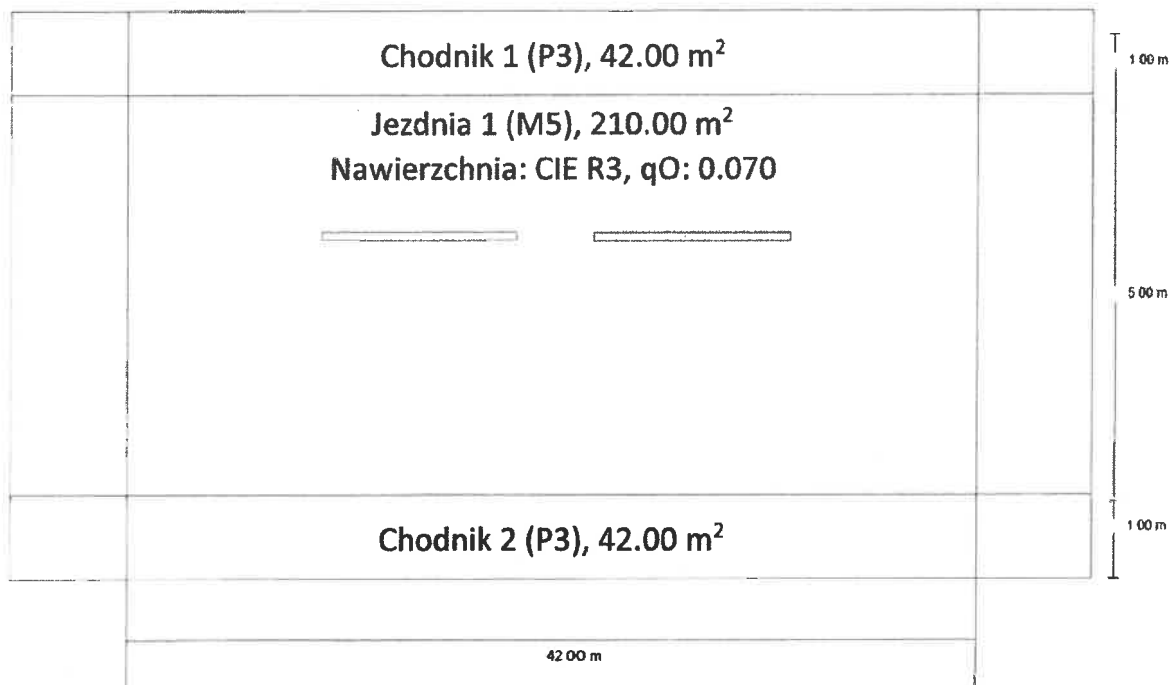 Chodnik 1 (P3), 42.00 m²
1 00 m
Jezdnia 1 (M5), 210.00 m²
Nawierzchnia: CIE R3, qO: 0.070
5 00 m
Chodnik 2 (P3), 42.00 m²
1 00 m
42 00 m